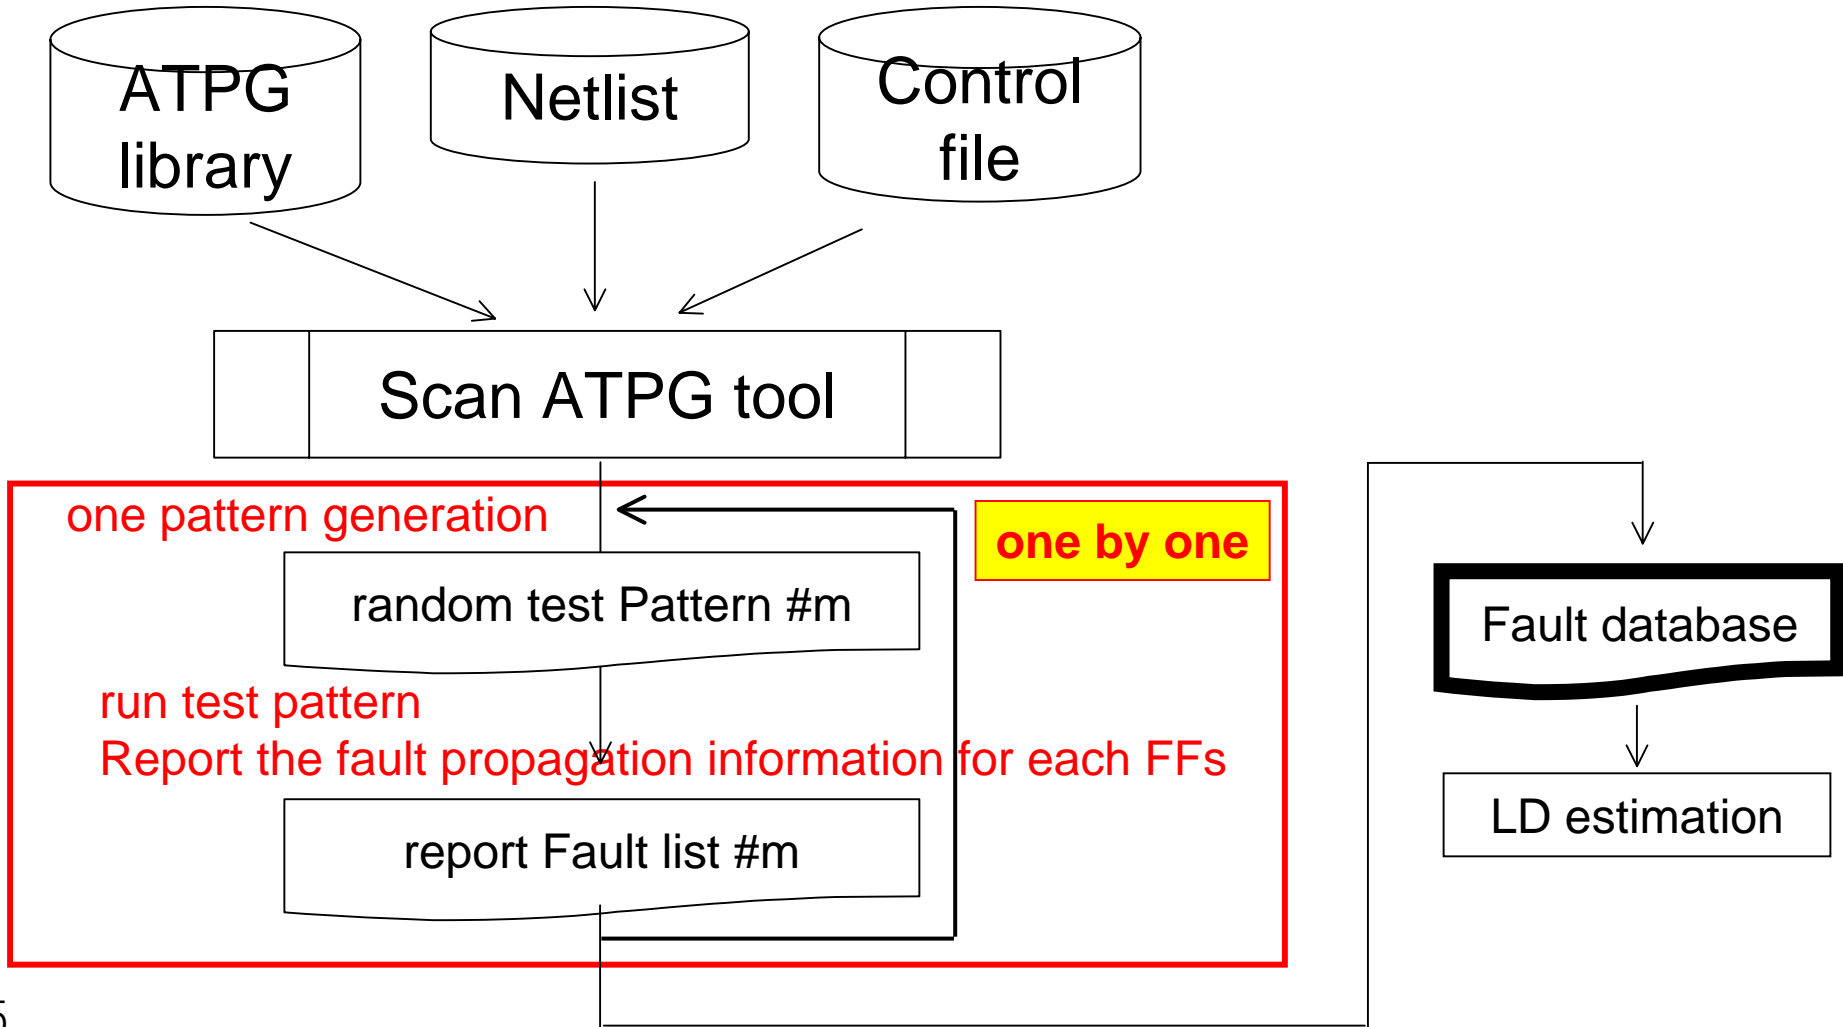 ATPG
library
Netlist
Control
file
Scan ATPG tool
one pattern generation
one by one
random test Pattern #m
run test pattern
Report the fault propagation information for each FFs
report Fault list #m
Fault database
LD estimation